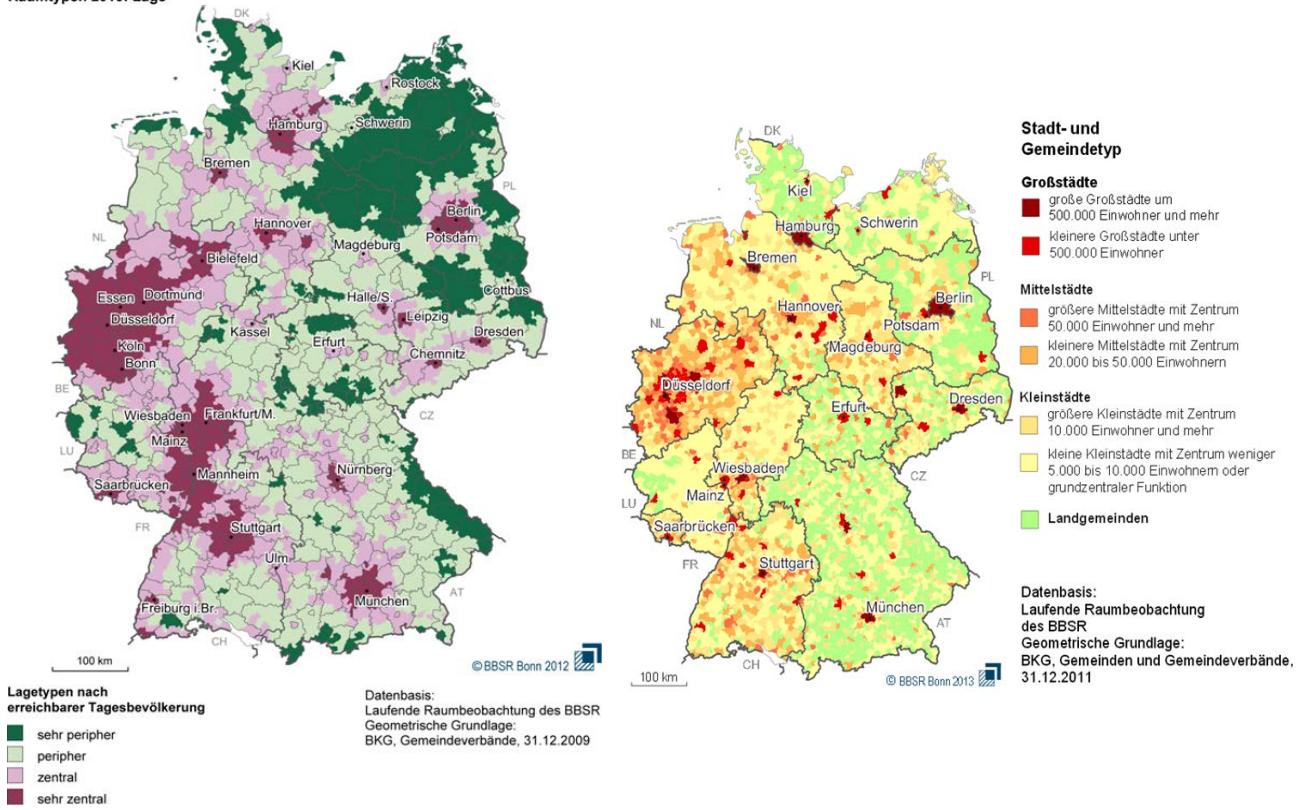 DK
Kiel
Rostock
Hamburg
Schwerin
Bremen
PL
Berlin
Hannover
Potsdam
NL
Magdeburg
Bielefeld
Cottbus
Essen
Dortmund
Halle/S.
Leipzig
Düsseldorf
Kassel
Dresden
Köln
Erfurt
Chemnitz
Bonn
BE
CZ
Wiesbaden
Frankfurt/M.
Mainz
LU
Mannheim
Nürnberg
Saarbrücken
FR
Stuttgart
Ulm
AT
München
Freiburg i.Br.
CH
100 km
© BBSR Bonn 2012
Lagetypen nach
erreichbarer Tagesbevölkerung
sehr peripher
peripher
zentral
sehr zentral
Datenbasis:
Laufende Raumbeobachtung des BBSR
Geometrische Grundlage:
BKG, Gemeindeverbände, 31.12.2009
DK
Kiel
Schwerin
Hamburg
Bremen
PL
Berlin
Hannover
Potsdam
NL
Magdeburg
Düsseldorf
Erfurt
Dresden
BE
CZ
Wiesbaden
LU
Mainz
Saarbrücken
FR
Stuttgart
München
AT
CH
100 km
© BBSR Bonn 2013
Stadt- und
Gemeindetyp
Großstädte
große Großstädte um
500.000 Einwohner und mehr
kleinere Großstädte unter
500.000 Einwohner
Mittelstädte
größere Mittelstädte mit Zentrum
50.000 Einwohner und mehr
kleinere Mittelstädte mit Zentrum
20.000 bis 50.000 Einwohnern
Kleinstädte
größere Kleinstädte mit Zentrum
10.000 Einwohner und mehr
kleine Kleinstädte mit Zentrum weniger
5.000 bis 10.000 Einwohnern oder
grundzentraler Funktion
Landgemeinden
Datenbasis:
Laufende Raumbeobachtung
des BBSR
Geometrische Grundlage:
BKG, Gemeinden und Gemeindeverbände,
31.12.2011